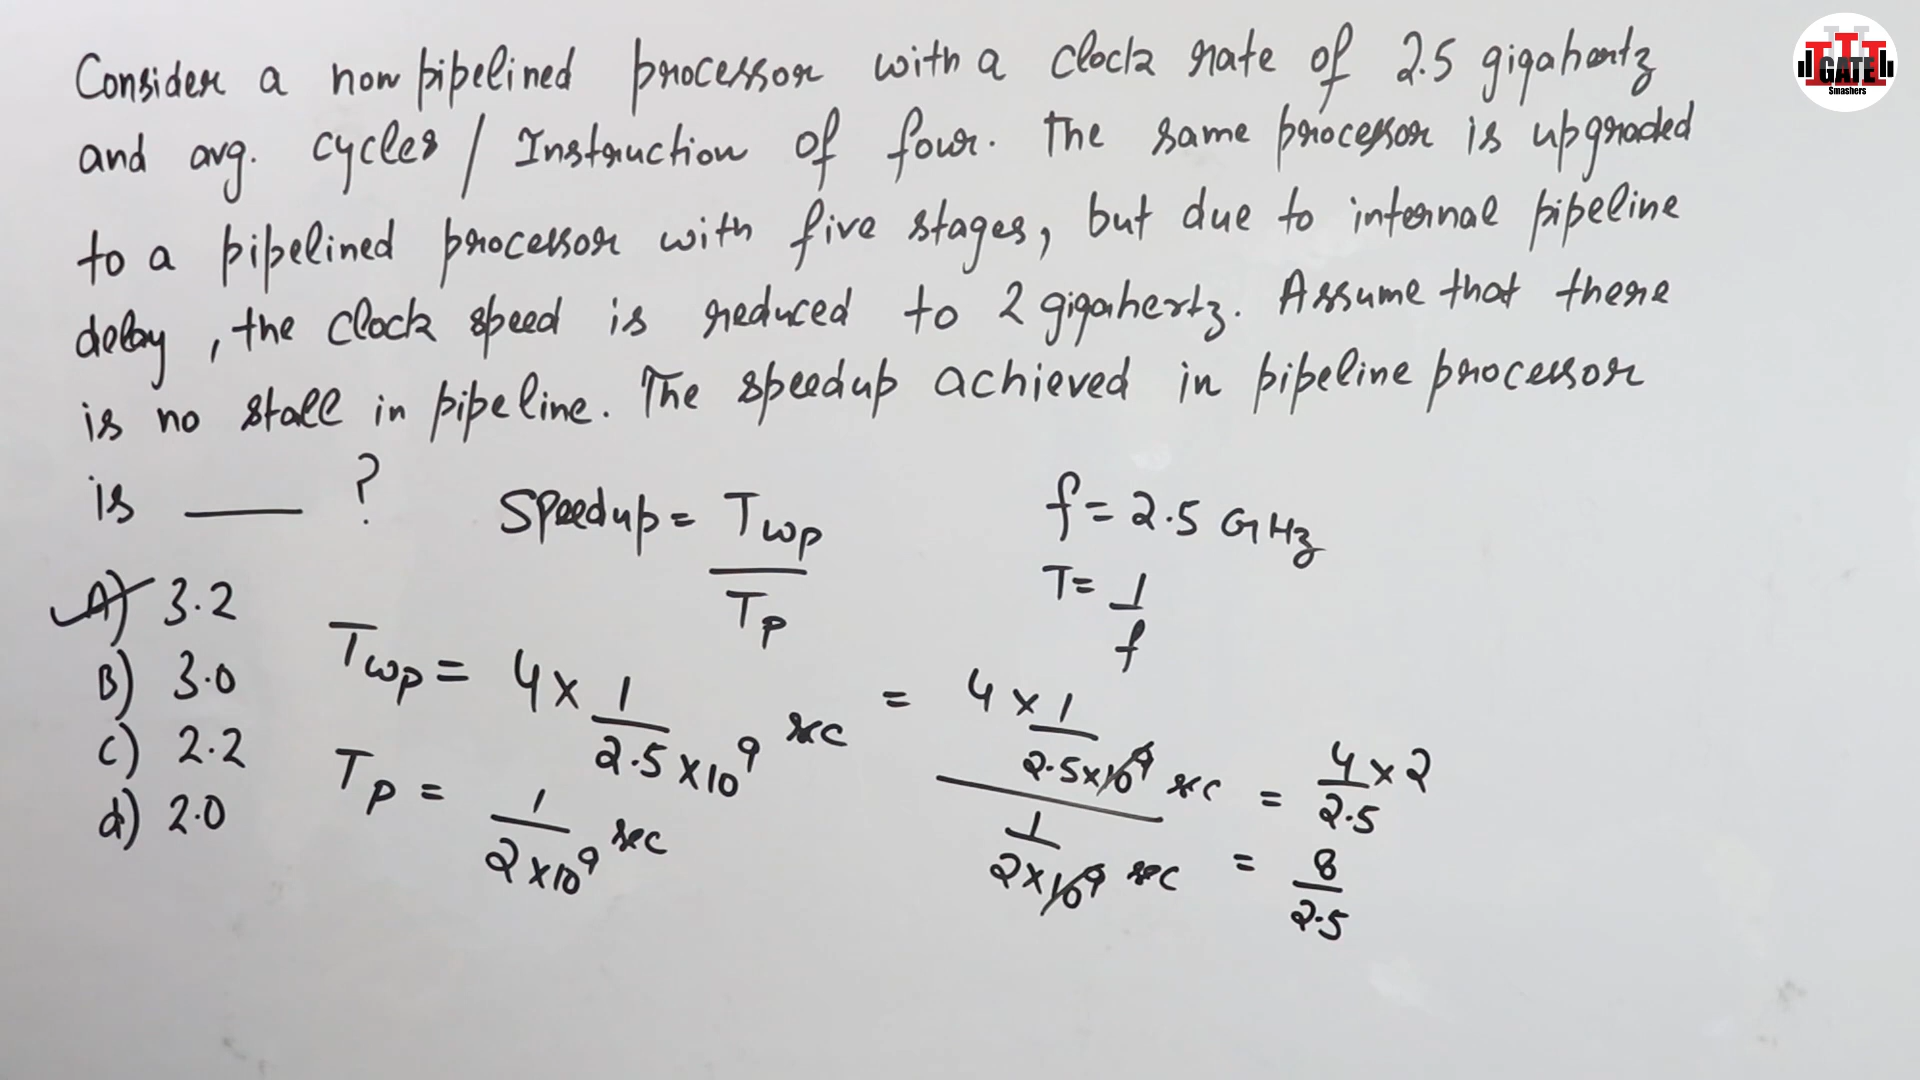 Consider a non pipelined processor with a clock rate of 2.5 gigahertz
and avg. cycles / Instruction of four. The same processor is upgraded
to a pipelined processor with five stages, but due to internal pipeline
delay, the clock speed is reduced to 2 gigahertz. Assume that there
is no stall in pipeline. The speedup achieved in pipeline processor
is ____ ?
Speedup = Twp / Tp
f = 2.5 GHz
T = 1/f
A) 3.2
B) 3.0
C) 2.2
d) 2.0
Twp = 4 × 1/2.5×10⁹ sec
Tp = 1/2×10⁹ sec
= 4 × 1/2.5×10⁹ sec / 1/2×10⁹ sec
= 4/2.5 × 2
= 8/2.5
GATE
Smashers